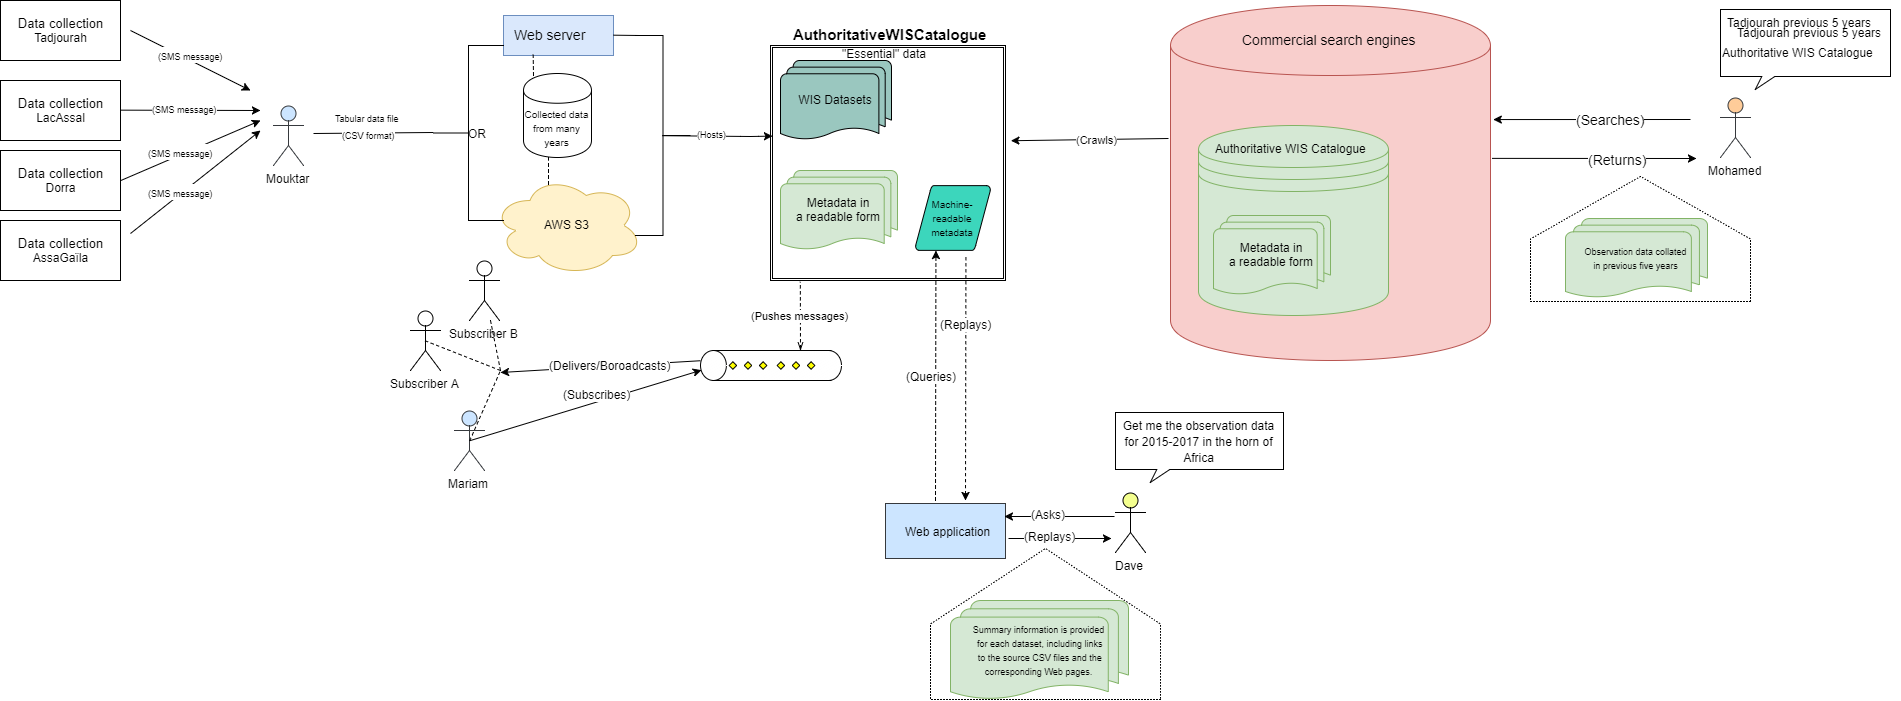 Data collection
Tadjourah
(SMS message)
Data collection
LacAssal
(SMS message)
Data collection
Dorra
(SMS message)
Data collection
AssaGaïla
(SMS message)
Mouktar
Tabular data file
(CSV format)
OR
Web server
Collected data
from many
years
AWS S3
(Hosts)
AuthoritativeWISCatalogue
"Essential" data
WIS Datasets
Metadata in
a readable form
Machine-
readable
metadata
(Crawls)
Commercial search engines
Authoritative WIS Catalogue
Metadata in
a readable form
Tadjourah previous 5 years
Tadjourah previous 5 years
Authoritative WIS Catalogue
(Searches)
(Returns)
Mohamed
Observation data collated
in previous five years
Subscriber B
Subscriber A
Mariam
(Delivers/Boroadcasts)
(Subscribes)
(Pushes messages)
(Replays)
(Queries)
Get me the observation data
for 2015-2017 in the horn of
Africa
Web application
(Asks)
(Replays)
Dave
Summary information is provided
for each dataset, including links
to the source CSV files and the
corresponding Web pages.